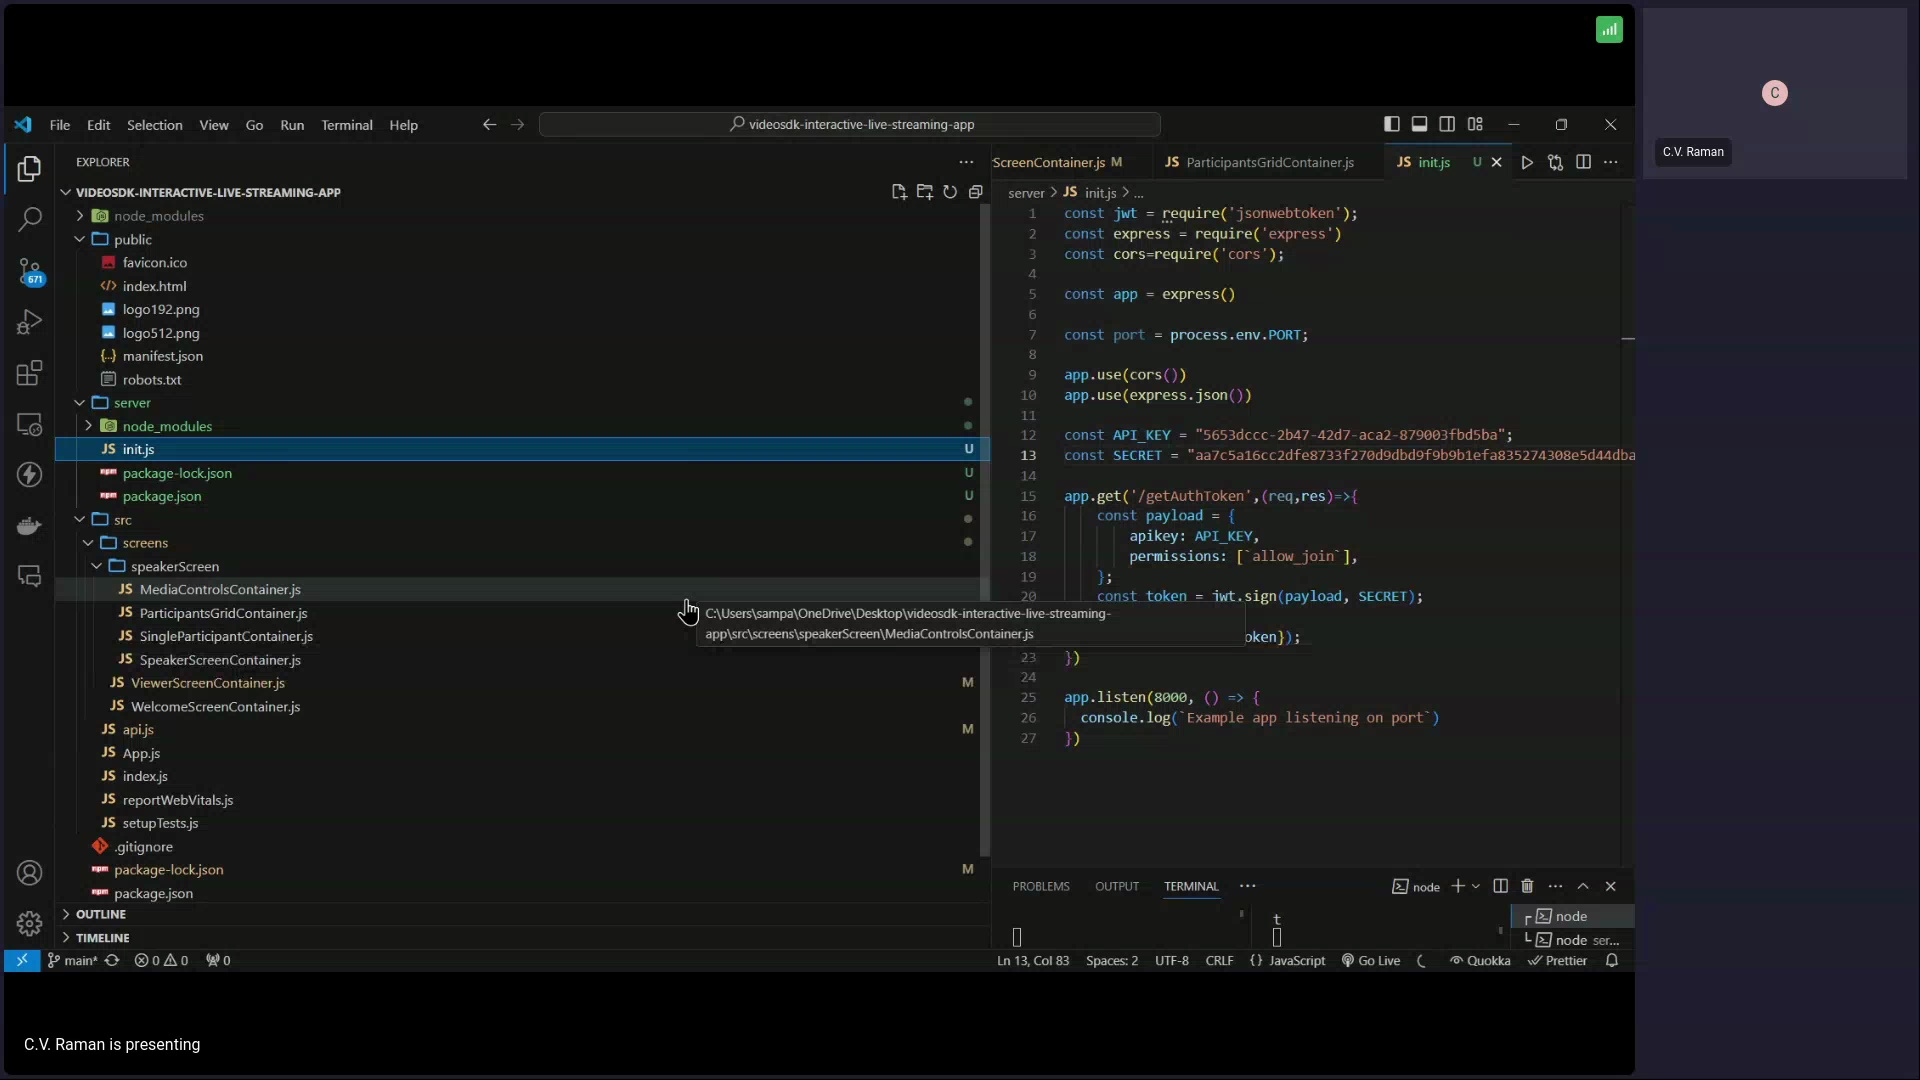 C
C.V. Raman
File Edit Selection View Go Run Terminal Help
videosdk-interactive-live-streaming-app
EXPLORER
VIDEOSDK-INTERACTIVE-LIVE-STREAMING-APP
node_modules
public
favicon.ico
index.html
logo192.png
logo512.png
manifest.json
robots.txt
server
node_modules
init.js U
package-lock.json U
package.json U
src
screens
speakerScreen
MediaControlsContainer.js
ParticipantsGridContainer.js
SingleParticipantContainer.js
SpeakerScreenContainer.js
ViewerScreenContainer.js M
WelcomeScreenContainer.js
api.js M
App.js
index.js
reportWebVitals.js
setupTests.js
.gitignore
package-lock.json M
package.json
OUTLINE
TIMELINE
671
ScreenContainer.js M JS ParticipantsGridContainer.js JS init.js U
server > JS init.js > ...
1 const jwt = require('jsonwebtoken');
2 const express = require('express')
3 const cors=require('cors');
4
5 const app = express()
6
7 const port = process.env.PORT;
8
9 app.use(cors())
10 app.use(express.json())
11
12 const API_KEY = "5653dccc-2b47-42d7-aca2-879003fbd5ba";
13 const SECRET = "aa7c5a16cc2dfe8733f270d9dbd9f9b9b1efa835274308e5d44dba
14
15 app.get('/getAuthToken',(req,res)=>{
16 const payload = {
17 apikey: API_KEY,
18 permissions: [`allow_join`],
19 };
20 const token = jwt.sign(payload, SECRET);
C:\Users\sampa\OneDrive\Desktop\videosdk-interactive-live-streaming-
app\src\screens\speakerScreen\MediaControlsContainer.js
oken});
23 })
24
25 app.listen(8000, () => {
26 console.log(`Example app listening on port`)
27 })
PROBLEMS OUTPUT TERMINAL ... node
t
node
node ser...
main* 0 0 0
Ln 13, Col 83 Spaces: 2 UTF-8 CRLF {} JavaScript Go Live Quokka Prettier
C.V. Raman is presenting